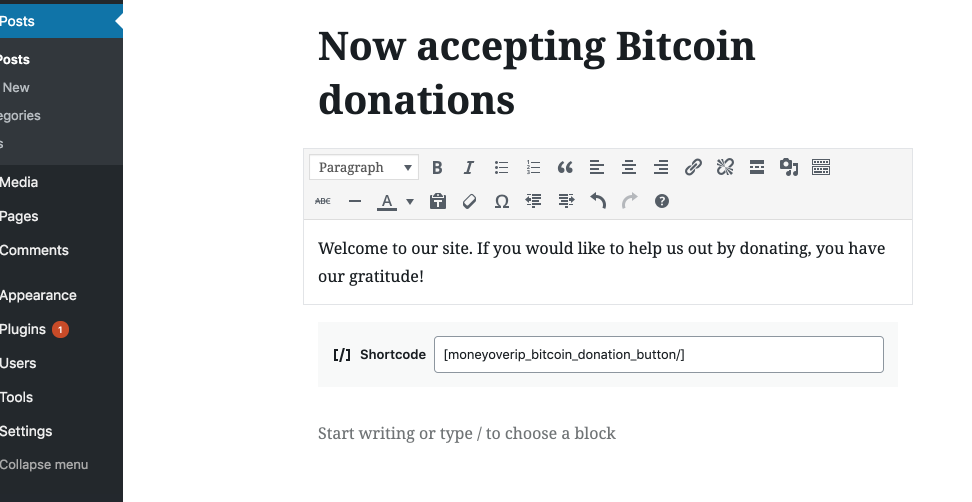 Posts
Posts
New
egories
s
Media
Pages
Comments
Appearance
Plugins 1
Users
Tools
Settings
Collapse menu
Now accepting Bitcoin
donations
Paragraph B I
ABC A Ω ?
Welcome to our site. If you would like to help us out by donating, you have
our gratitude!
[/] Shortcode [moneyoverip_bitcoin_donation_button/]
Start writing or type / to choose a block